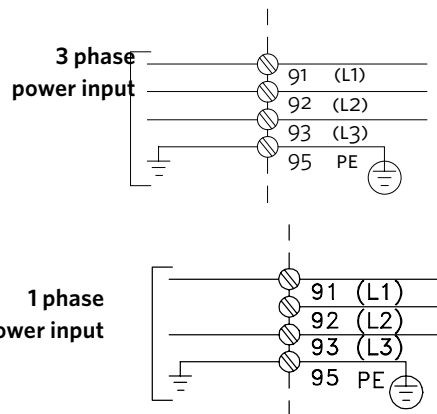 3 phase
power input
91 (L1)
92 (L2)
93 (L3)
95 PE
1 phase
ower input
91 (L1)
92 (L2)
93 (L3)
95 PE